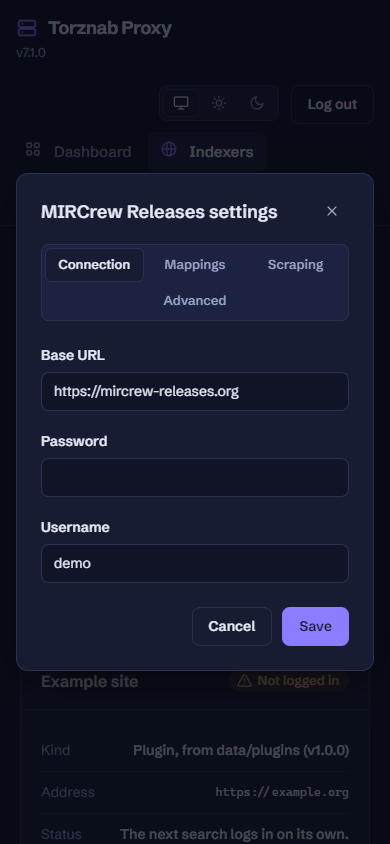 Torznab Proxy
v7.1.0
Log out
Dashboard
Indexers
MIRCrew Releases settings
Connection
Mappings
Scraping
Advanced
Base URL
https://mircrew-releases.org
Password
Username
demo
Cancel
Save
Example site
Not logged in
Kind
Plugin, from data/plugins (v1.0.0)
Address
https://example.org
Status
The next search logs in on its own.